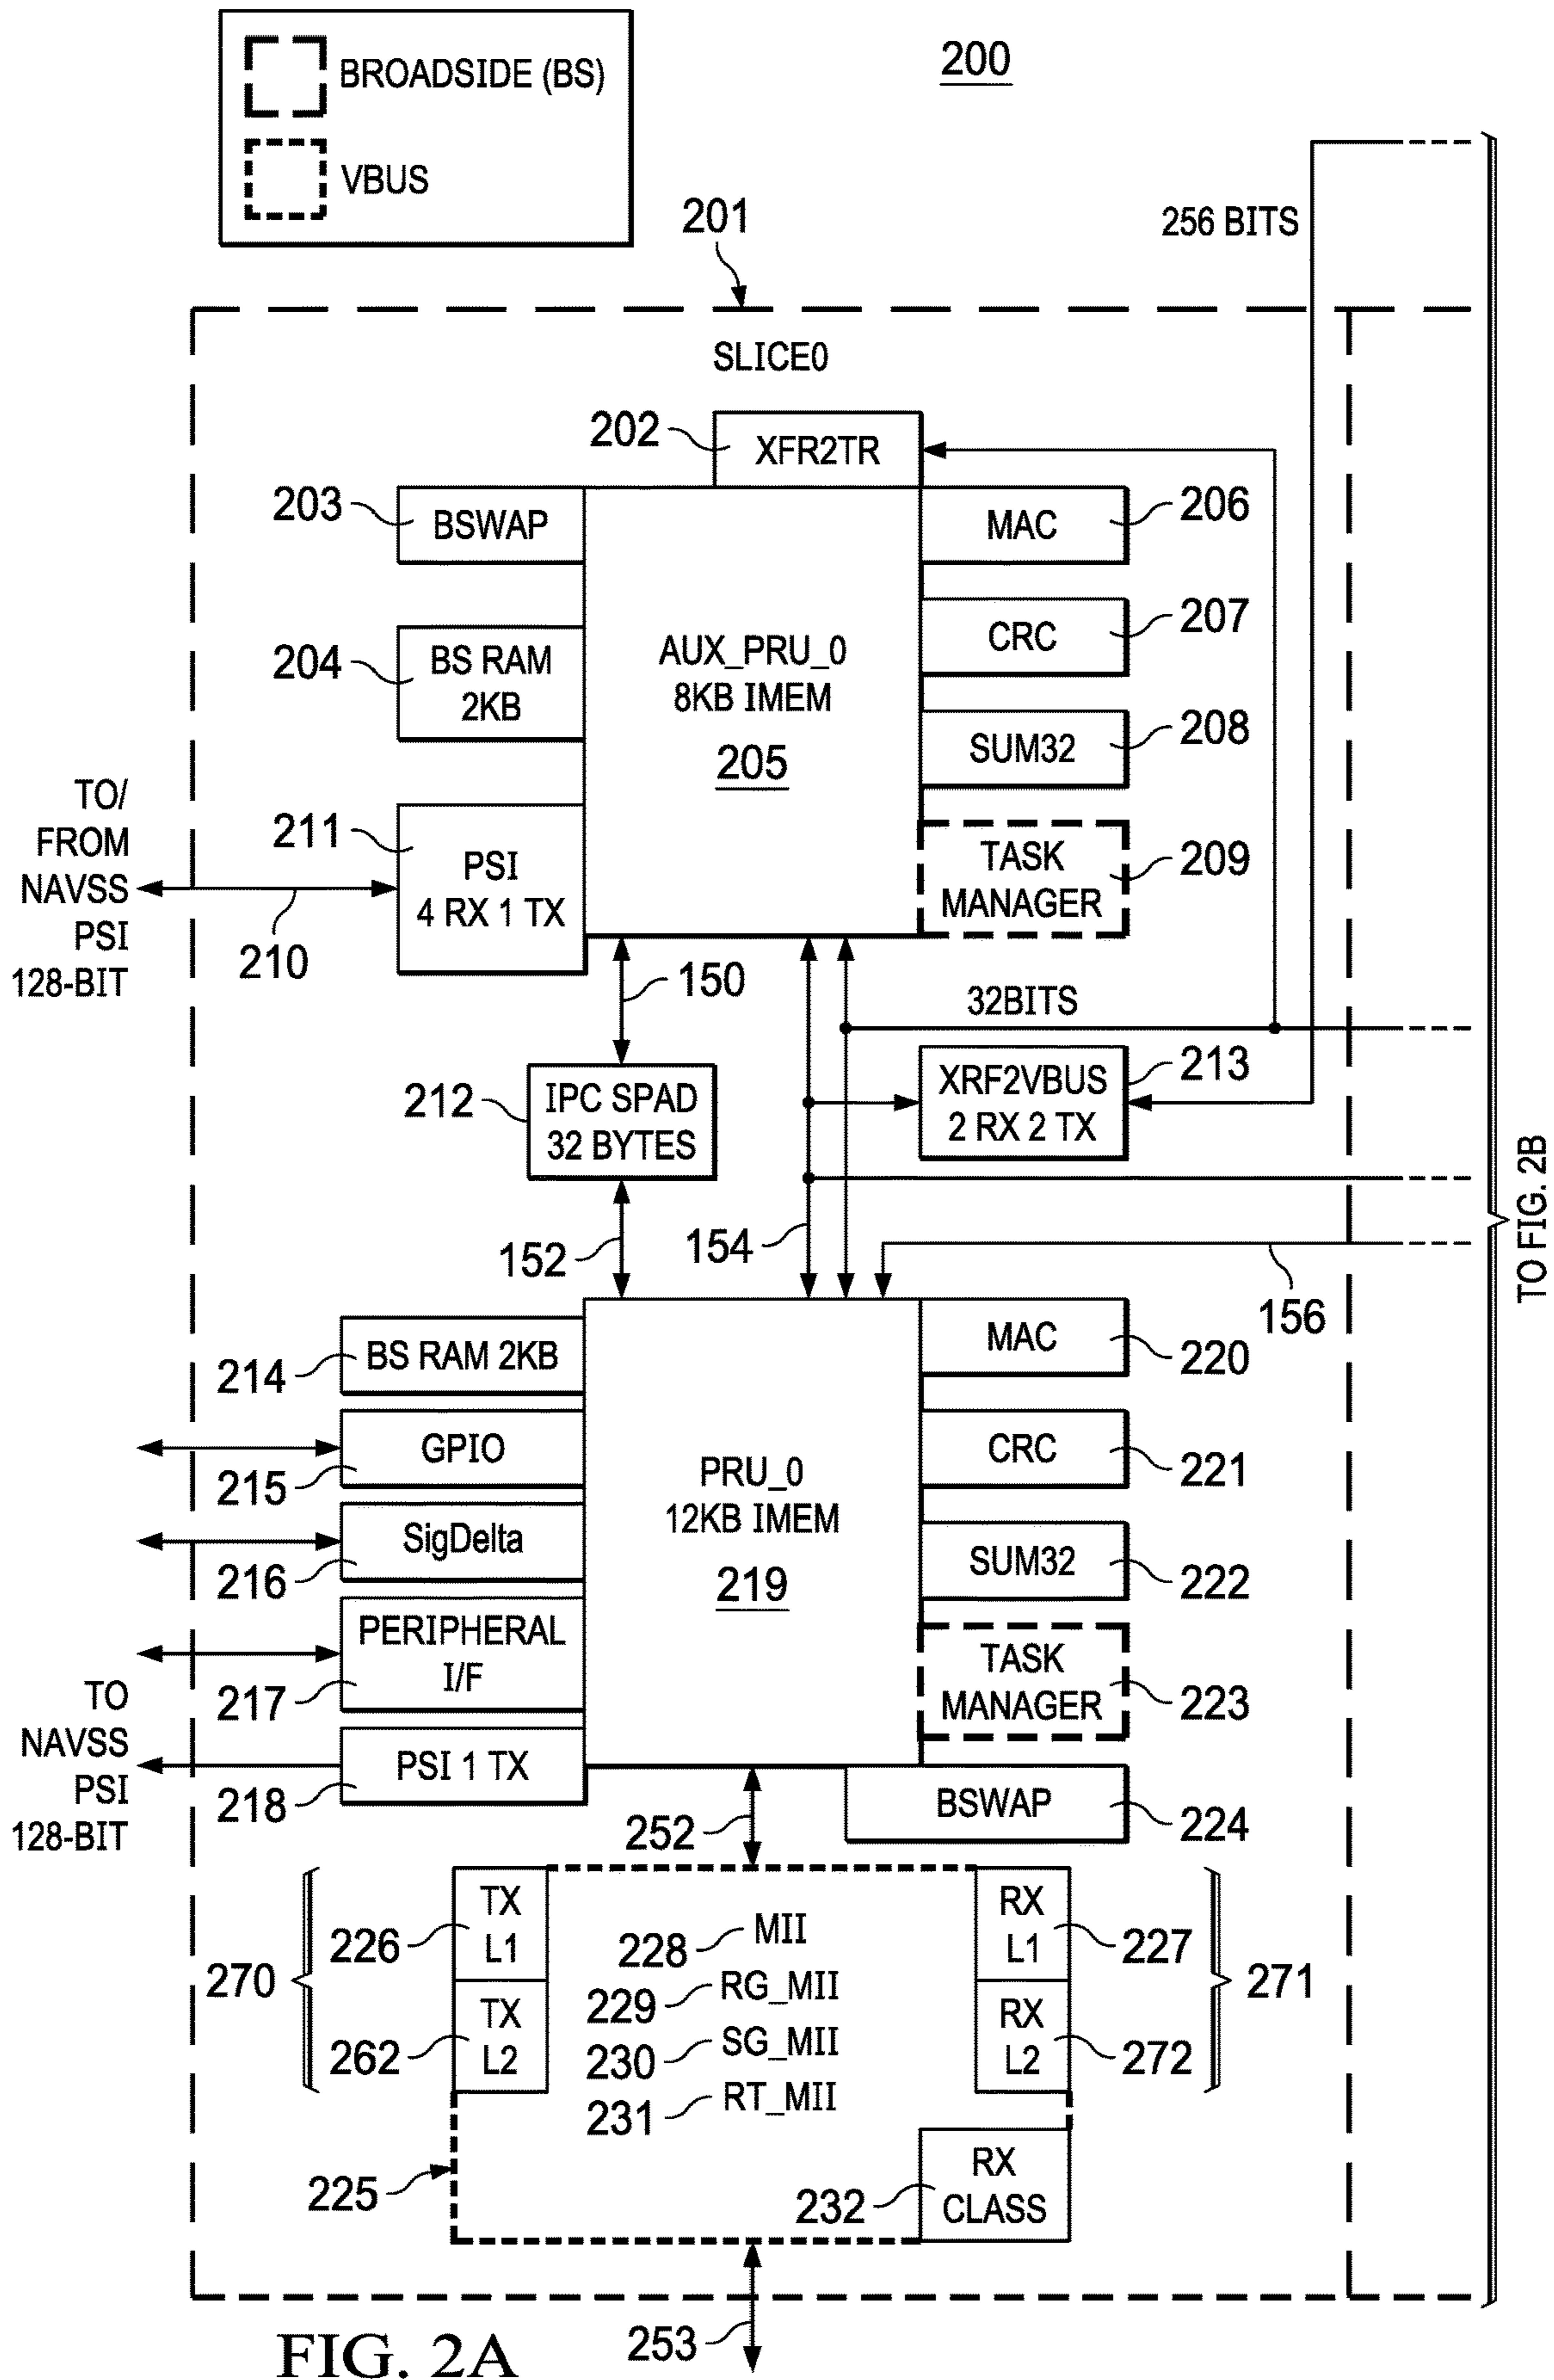 BROADSIDE (BS)
VBUS
200
256 BITS
201
SLICE0
202
XFR2TR
203
BSWAP
MAC
206
204
BS RAM
2KB
AUX_PRU_0
8KB IMEM
205
CRC
207
SUM32
208
TO/
FROM
NAVSS
PSI
128-BIT
210
211
PSI
4 RX 1 TX
TASK
MANAGER
209
150
32BITS
212
IPC SPAD
32 BYTES
XRF2VBUS
2 RX 2 TX
213
152
154
156
TO FIG. 2B
214
BS RAM 2KB
MAC
220
215
GPIO
PRU_0
12KB IMEM
219
CRC
221
216
SigDelta
SUM32
222
217
PERIPHERAL
I/F
TASK
MANAGER
223
TO
NAVSS
PSI
128-BIT
218
PSI 1 TX
252
BSWAP
224
270
226
TX
L1
262
TX
L2
228
MII
229
RG_MII
230
SG_MII
231
RT_MII
RX
L1
227
RX
L2
272
271
225
232
RX
CLASS
253
FIG. 2A